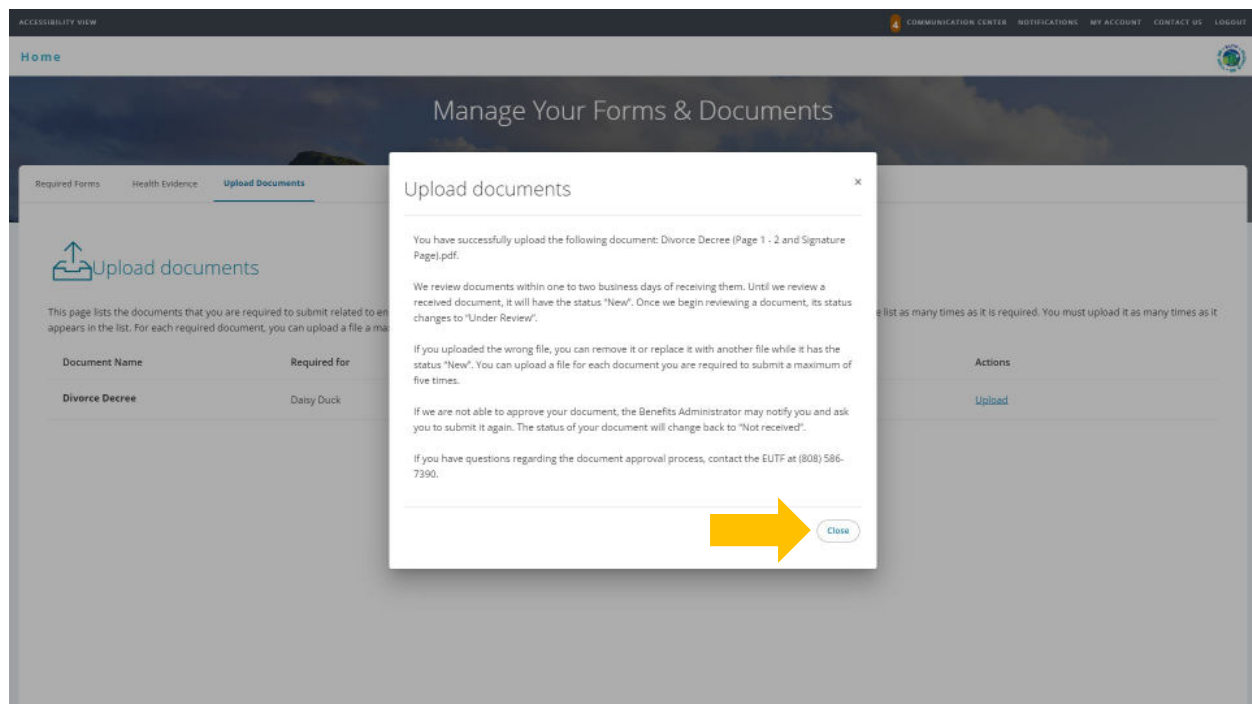 ACCESSIBILITY VIEW
4 COMMUNICATION CENTER NOTIFICATIONS MY ACCOUNT CONTACT US LOGOUT
Home
Manage Your Forms & Documents
Required Forms Health Evidence Upload Documents
Upload documents
This page lists the documents that you are required to submit related to en
e list as many times as it is required. You must upload it as many times as it
appears in the list. For each required document, you can upload a file a ma
Document Name Required for Actions
Divorce Decree Daisy Duck Upload
Upload documents ×
You have successfully upload the following document: Divorce Decree (Page 1 - 2 and Signature
Page).pdf.
We review documents within one to two business days of receiving them. Until we review a
received document, it will have the status "New". Once we begin reviewing a document, its status
changes to "Under Review".
If you uploaded the wrong file, you can remove it or replace it with another file while it has the
status "New". You can upload a file for each document you are required to submit a maximum of
five times.
If we are not able to approve your document, the Benefits Administrator may notify you and ask
you to submit it again. The status of your document will change back to "Not received".
If you have questions regarding the document approval process, contact the EUTF at (808) 586-
7390.
Close